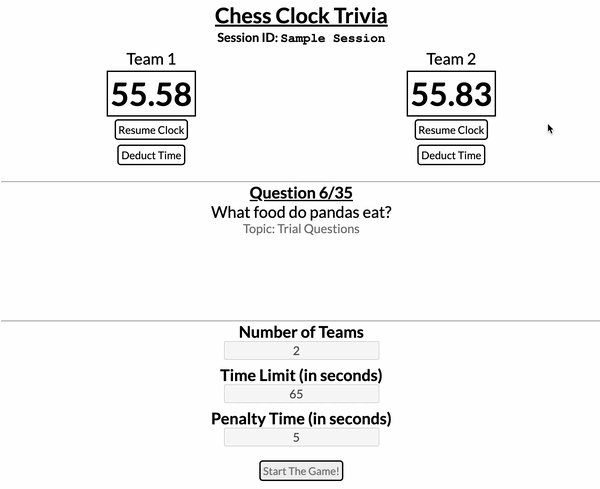 Chess Clock Trivia
Session ID: Sample Session
Team 1
Team 2
55.58
55.83
Resume Clock
Resume Clock
Deduct Time
Deduct Time
Question 6/35
What food do pandas eat?
Topic: Trial Questions
Number of Teams
2
Time Limit (in seconds)
65
Penalty Time (in seconds)
5
Start The Game!